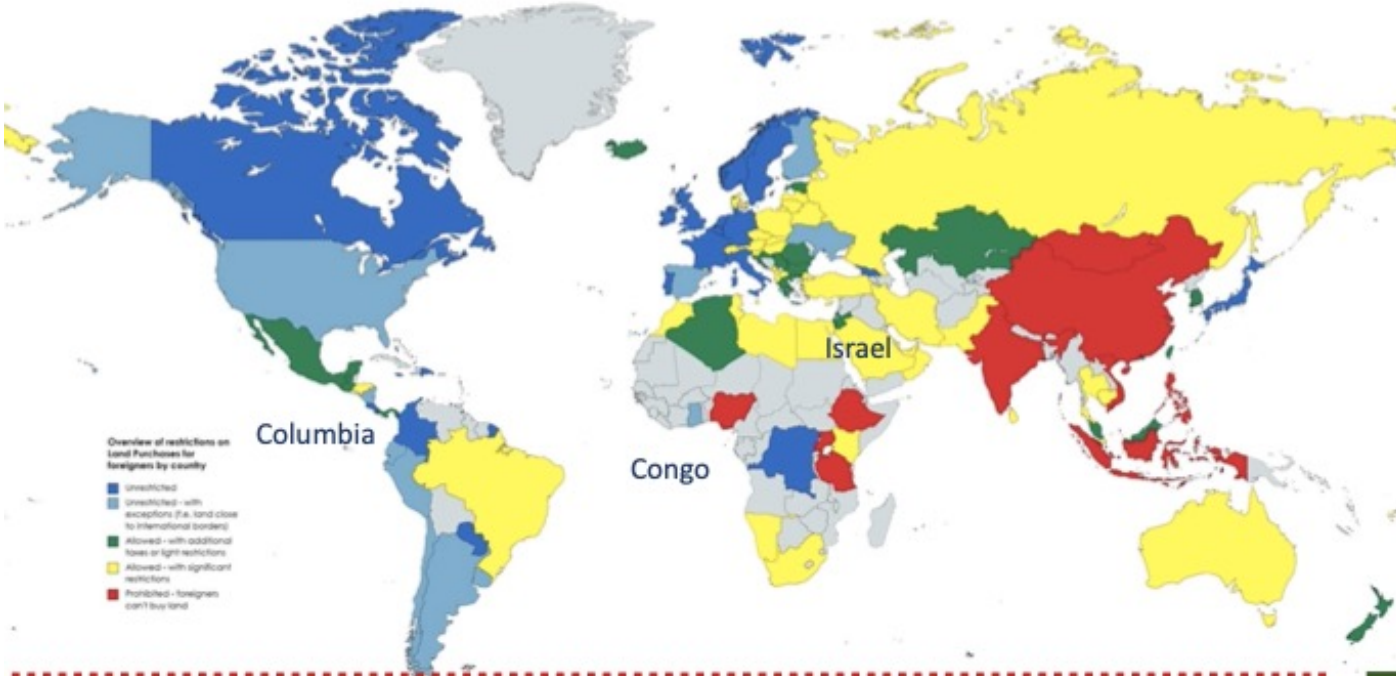 Israel
Columbia
Congo
Overview of restrictions on
Land Purchases for
foreigners by country
Unrestricted
Unrestricted - with
exceptions (f.e. land close
to international borders)
Allowed - with additional
taxes or light restrictions
Allowed - with significant
restrictions
Prohibited - foreigners
can't buy land